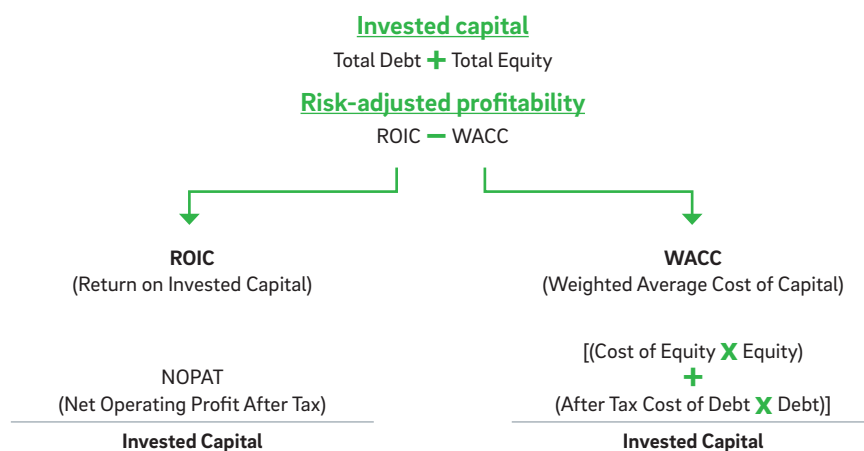 Invested capital
Total Debt + Total Equity
Risk-adjusted profitability
ROIC − WACC
ROIC
(Return on Invested Capital)
NOPAT
(Net Operating Profit After Tax)
Invested Capital
WACC
(Weighted Average Cost of Capital)
[(Cost of Equity X Equity)
+
(After Tax Cost of Debt X Debt)]
Invested Capital